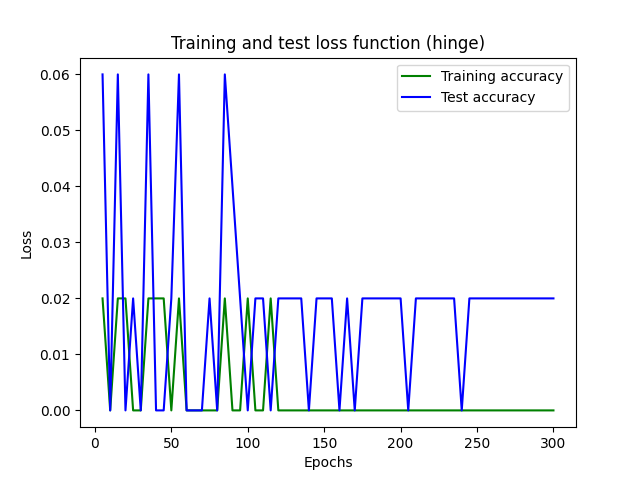 Training and test loss function (hinge)
Training accuracy
Test accuracy
0.06
0.05
0.04
0.03
0.02
0.01
0.00
Loss
0 50 100 150 200 250 300
Epochs